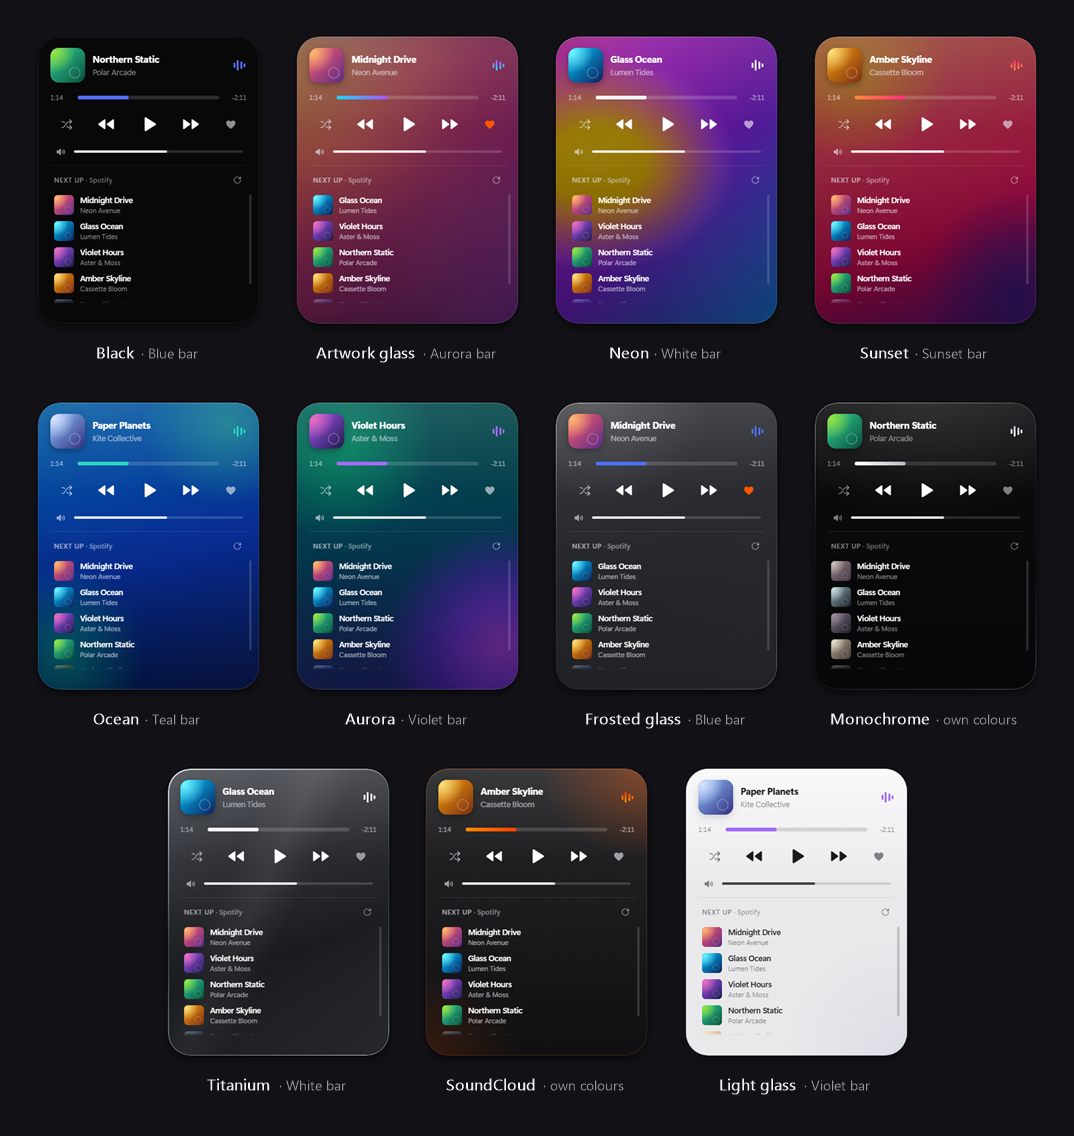 Northern Static
Polar Arcade
1:14
-2:11
NEXT UP · Spotify
Midnight Drive
Neon Avenue
Glass Ocean
Lumen Tides
Violet Hours
Aster & Moss
Amber Skyline
Cassette Bloom
Black · Blue bar
Midnight Drive
Neon Avenue
1:14
-2:11
NEXT UP · Spotify
Glass Ocean
Lumen Tides
Violet Hours
Aster & Moss
Northern Static
Polar Arcade
Amber Skyline
Cassette Bloom
Artwork glass · Aurora bar
Glass Ocean
Lumen Tides
1:14
-2:11
NEXT UP · Spotify
Midnight Drive
Neon Avenue
Violet Hours
Aster & Moss
Northern Static
Polar Arcade
Amber Skyline
Cassette Bloom
Neon · White bar
Amber Skyline
Cassette Bloom
1:14
-2:11
NEXT UP · Spotify
Midnight Drive
Neon Avenue
Glass Ocean
Lumen Tides
Violet Hours
Aster & Moss
Northern Static
Polar Arcade
Sunset · Sunset bar
Paper Planets
Kite Collective
1:14
-2:11
NEXT UP · Spotify
Midnight Drive
Neon Avenue
Glass Ocean
Lumen Tides
Violet Hours
Aster & Moss
Northern Static
Polar Arcade
Ocean · Teal bar
Violet Hours
Aster & Moss
1:14
-2:11
NEXT UP · Spotify
Midnight Drive
Neon Avenue
Glass Ocean
Lumen Tides
Northern Static
Polar Arcade
Amber Skyline
Cassette Bloom
Aurora · Violet bar
Midnight Drive
Neon Avenue
1:14
-2:11
NEXT UP · Spotify
Glass Ocean
Lumen Tides
Violet Hours
Aster & Moss
Northern Static
Polar Arcade
Amber Skyline
Cassette Bloom
Frosted glass · Blue bar
Northern Static
Polar Arcade
1:14
-2:11
NEXT UP · Spotify
Midnight Drive
Neon Avenue
Glass Ocean
Lumen Tides
Violet Hours
Aster & Moss
Amber Skyline
Cassette Bloom
Monochrome · own colours
Glass Ocean
Lumen Tides
1:14
-2:11
NEXT UP · Spotify
Midnight Drive
Neon Avenue
Violet Hours
Aster & Moss
Northern Static
Polar Arcade
Amber Skyline
Cassette Bloom
Titanium · White bar
Amber Skyline
Cassette Bloom
1:14
-2:11
NEXT UP · Spotify
Midnight Drive
Neon Avenue
Glass Ocean
Lumen Tides
Violet Hours
Aster & Moss
Northern Static
Polar Arcade
SoundCloud · own colours
Paper Planets
Kite Collective
1:14
-2:11
NEXT UP · Spotify
Midnight Drive
Neon Avenue
Glass Ocean
Lumen Tides
Violet Hours
Aster & Moss
Northern Static
Polar Arcade
Light glass · Violet bar